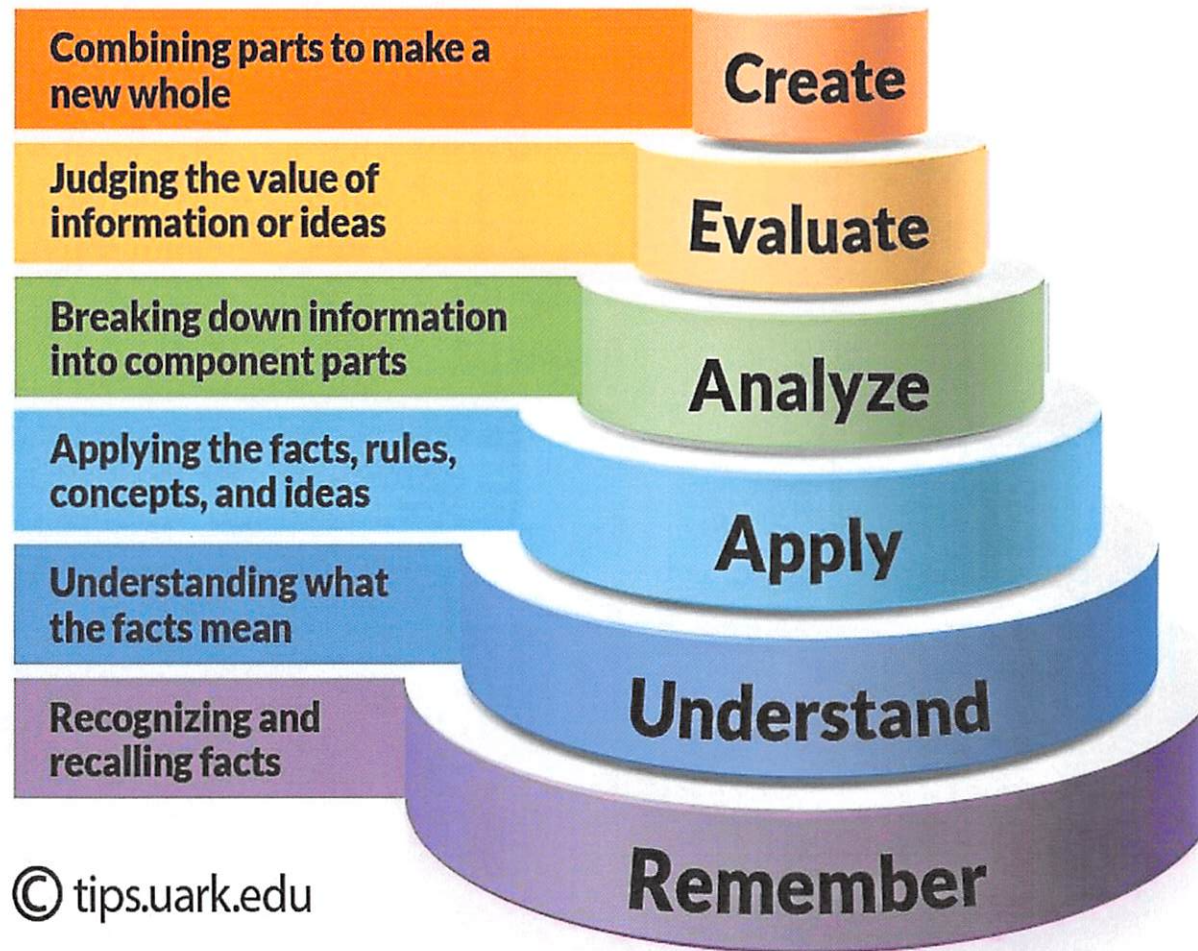 Combining parts to make a
new whole
Create
Judging the value of
information or ideas
Evaluate
Breaking down information
into component parts
Analyze
Applying the facts, rules,
concepts, and ideas
Apply
Understanding what
the facts mean
Understand
Recognizing and
recalling facts
Remember
© tips.uark.edu